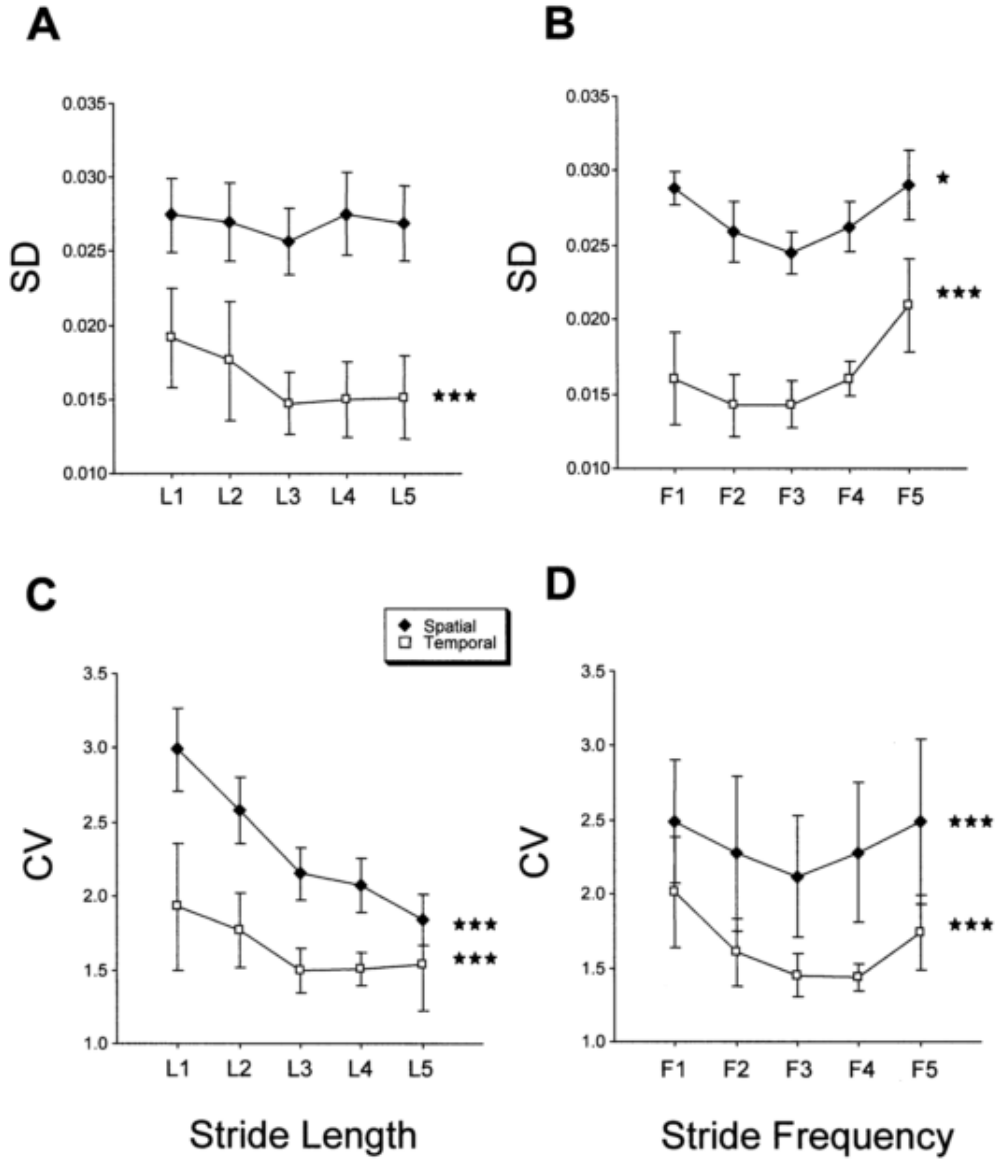 A
B
SD
0.035
0.030
0.025
0.020
0.015
0.010
L1 L2 L3 L4 L5
★★★
SD
0.035
0.030
0.025
0.020
0.015
0.010
F1 F2 F3 F4 F5
★
★★★
C
D
Spatial
Temporal
CV
3.5
3.0
2.5
2.0
1.5
1.0
L1 L2 L3 L4 L5
★★★
★★★
Stride Length
CV
3.5
3.0
2.5
2.0
1.5
1.0
F1 F2 F3 F4 F5
★★★
★★★
Stride Frequency